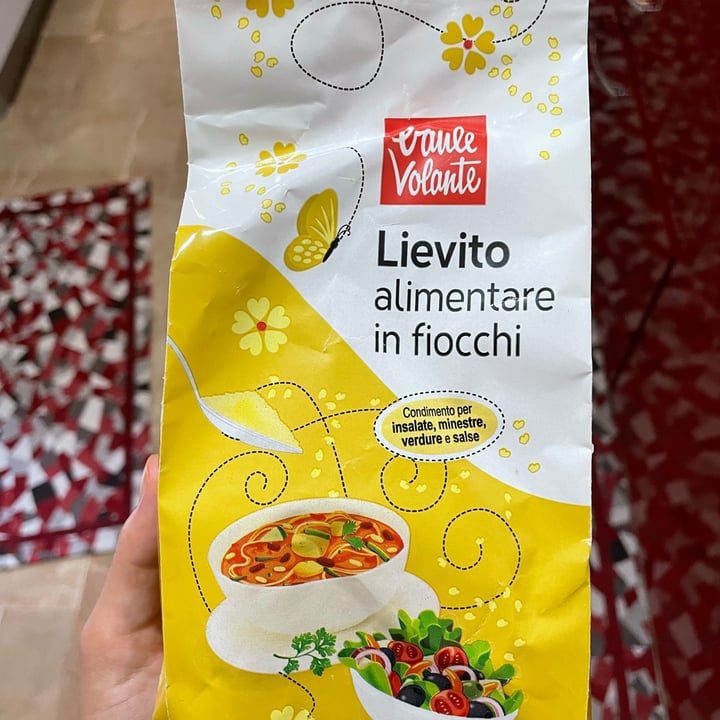 baule
Volante
Lievito
alimentare
in fiocchi
Condimento per
insalate, minestre,
verdure e salse